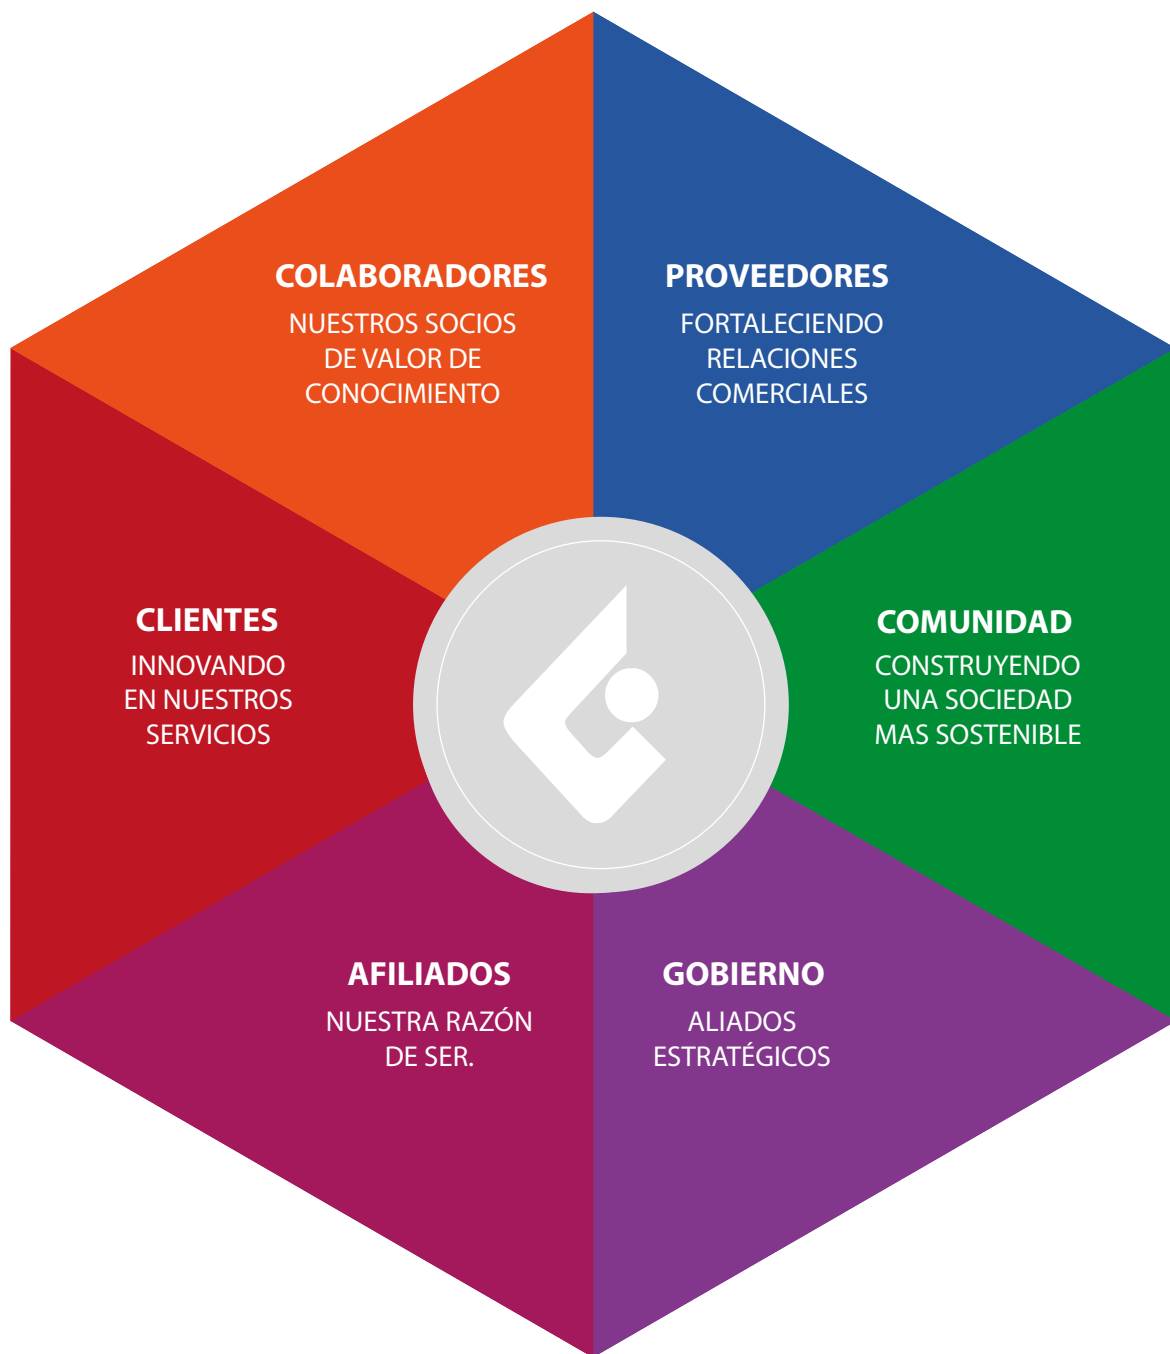 COLABORADORES
NUESTROS SOCIOS
DE VALOR DE
CONOCIMIENTO
PROVEEDORES
FORTALECIENDO
RELACIONES
COMERCIALES
CLIENTES
INNOVANDO
EN NUESTROS
SERVICIOS
COMUNIDAD
CONSTRUYENDO
UNA SOCIEDAD
MAS SOSTENIBLE
AFILIADOS
NUESTRA RAZÓN
DE SER.
GOBIERNO
ALIADOS
ESTRATÉGICOS